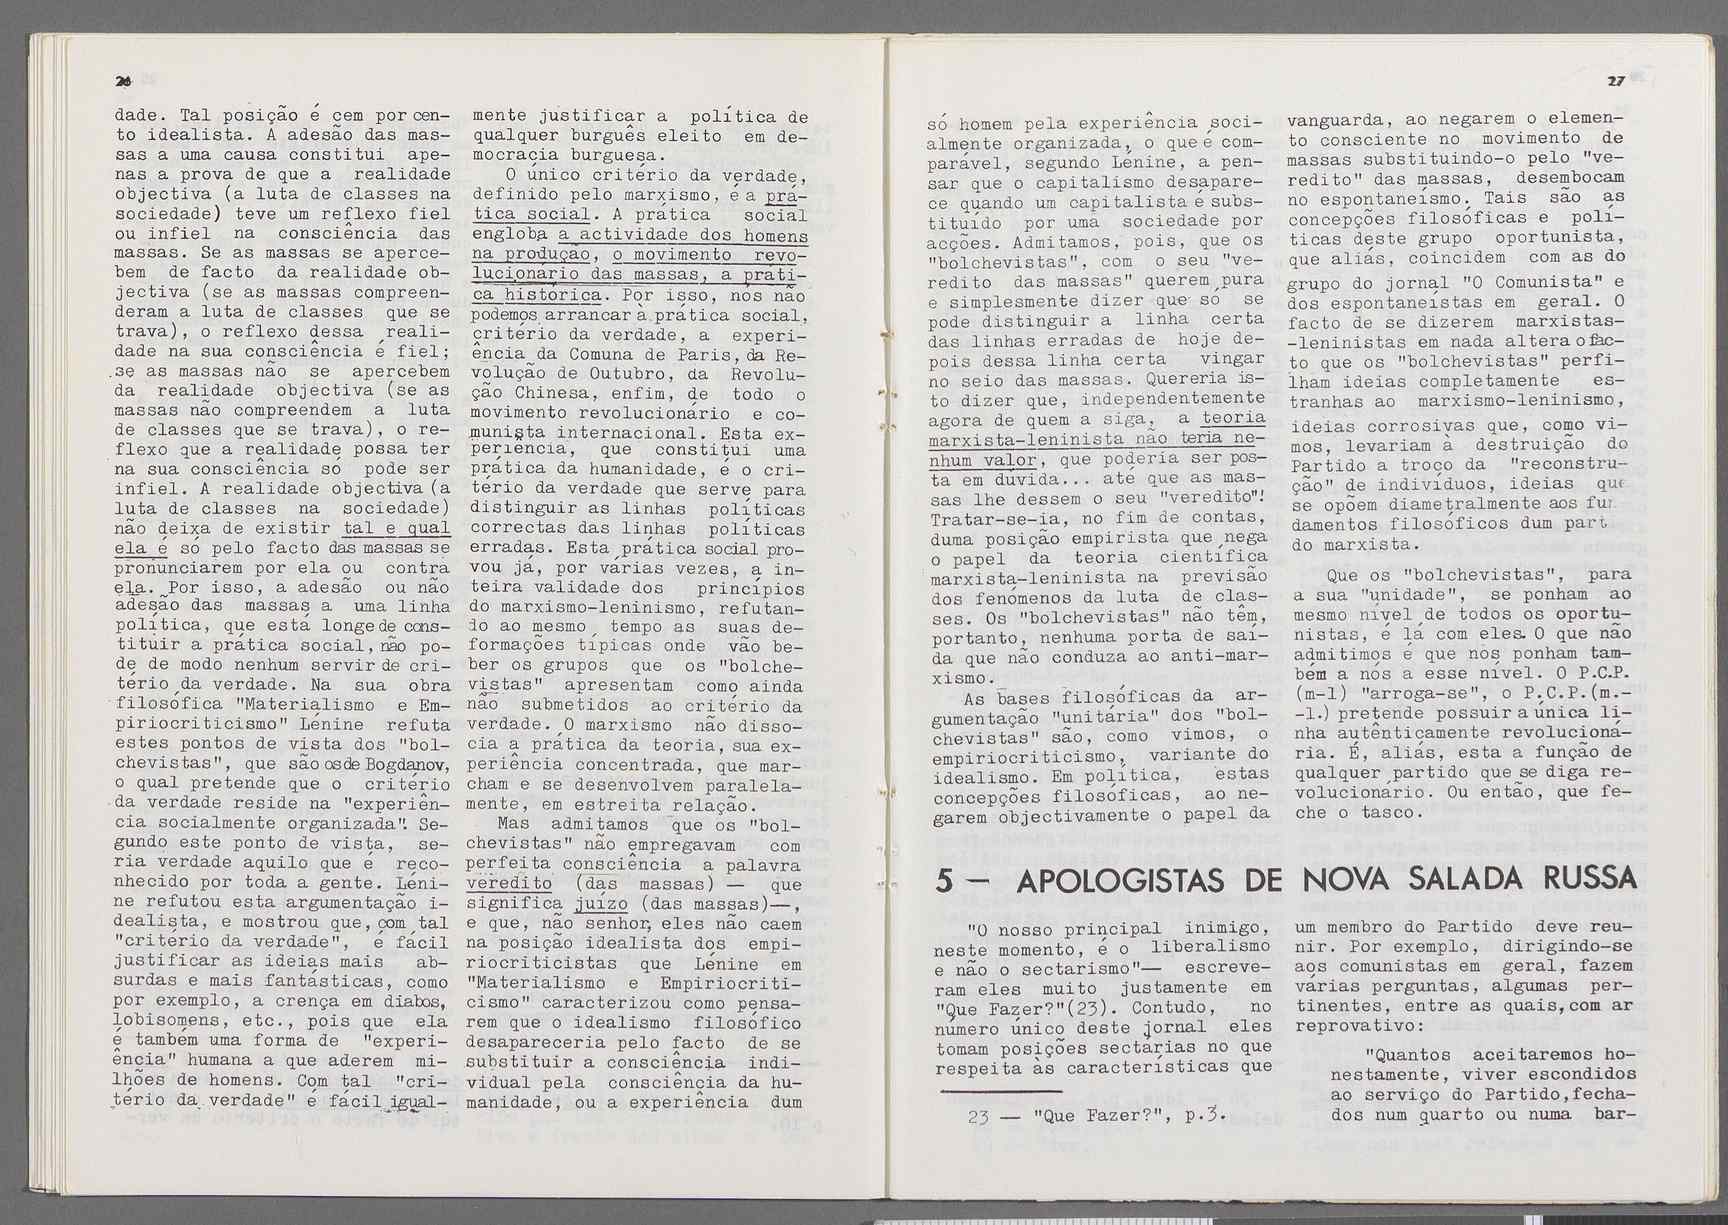 26
dade. Tal posição é cem por cen-
to idealista. A adesão das mas-
sas a uma causa constitui ape-
nas a prova de que a realidade
objectiva (a luta de classes na
sociedade) teve um reflexo fiel
ou infiel na consciência das
massas. Se as massas se aperce-
bem de facto da realidade ob-
jectiva (se as massas compreen-
deram a luta de classes que se
trava), o reflexo dessa reali-
dade na sua consciência é fiel;
se as massas não se apercebem
da realidade objectiva (se as
massas não compreendem a luta
de classes que se trava), o re-
flexo que a realidade possa ter
na sua consciência só pode ser
infiel. A realidade objectiva (a
luta de classes na sociedade)
não deixa de existir tal e qual
ela é só pelo facto das massas se
pronunciarem por ela ou contra
ela. Por isso, a adesão ou não
adesão das massas a uma linha
política, que está longe de cons-
tituir a prática social, não po-
de de modo nenhum servir de cri-
tério da verdade. Na sua obra
filosófica "Materialismo e Em-
piriocriticismo" Lénine refuta
estes pontos de vista dos "bol-
chevistas", que são os de Bogdanov,
o qual pretende que o critério
da verdade reside na "experiên-
cia socialmente organizada". Se-
gundo este ponto de vista, se-
ria verdade aquilo que é reco-
nhecido por toda a gente. Léni-
ne refutou esta argumentação i-
dealista, e mostrou que, com tal
"critério da verdade", é fácil
justificar as ideias mais ab-
surdas e mais fantásticas, como
por exemplo, a crença em diabos,
lobisomens, etc., pois que ela
é também uma forma de "experi-
ência" humana a que aderem mi-
lhões de homens. Com tal "cri-
tério da verdade" é fácil igual-
mente justificar a política de
qualquer burguês eleito em de-
mocracia burguesa.
O único critério da verdade,
definido pelo marxismo, é a prá-
tica social. A prática social
engloba a actividade dos homens
na produção, o movimento revo-
lucionário das massas, a práti-
ca histórica. Por isso, nós não
podemos arrancar à prática social,
critério da verdade, a experi-
ência da Comuna de Paris, da Re-
volução de Outubro, da Revolu-
ção Chinesa, enfim, de todo o
movimento revolucionário e co-
munista internacional. Esta ex-
periência, que constitui uma
prática da humanidade, é o cri-
tério da verdade que serve para
distinguir as linhas políticas
correctas das linhas políticas
erradas. Esta prática social pro-
vou já, por várias vezes, a in-
teira validade dos princípios
do marxismo-leninismo, refutan-
do ao mesmo tempo as suas de-
formações típicas onde vão be-
ber os grupos que os "bolche-
vistas" apresentam como ainda
não submetidos ao critério da
verdade. O marxismo não disso-
cia a prática da teoria, sua ex-
periência concentrada, que mar-
cham e se desenvolvem paralela-
mente, em estreita relação.
Mas admitamos que os "bol-
chevistas" não empregavam com
perfeita consciência a palavra
veredito (das massas) — que
significa juízo (das massas)—,
e que, não senhor, eles não caem
na posição idealista dos empi-
riocriticistas que Lénine em
"Materialismo e Empiriocriti-
cismo" caracterizou como pensa-
rem que o idealismo filosófico
desapareceria pelo facto de se
substituir a consciência indi-
vidual pela consciência da hu-
manidade, ou a experiência dum
27
só homem pela experiência soci-
almente organizada, o que é com-
parável, segundo Lénine, a pen-
sar que o capitalismo desapare-
ce quando um capitalista é subs-
tituído por uma sociedade por
acções. Admitamos, pois, que os
"bolchevistas", com o seu "ve-
redito das massas" querem pura
e simplesmente dizer que só se
pode distinguir a linha certa
das linhas erradas de hoje de-
pois dessa linha certa vingar
no seio das massas. Quereria is-
to dizer que, independentemente
agora de quem a siga, a teoria
marxista-leninista não teria ne-
nhum valor, que poderia ser pos-
ta em dúvida... até que as mas-
sas lhe dessem o seu "veredito"!
Tratar-se-ia, no fim de contas,
duma posição empirista que nega
o papel da teoria científica
marxista-leninista na previsão
dos fenómenos da luta de clas-
ses. Os "bolchevistas" não têm,
portanto, nenhuma porta de saí-
da que não conduza ao anti-mar-
xismo.
As bases filosóficas da ar-
gumentação "unitária" dos "bol-
chevistas" são, como vimos, o
empiriocriticismo, variante do
idealismo. Em política, estas
concepções filosóficas, ao ne-
garem objectivamente o papel da
vanguarda, ao negarem o elemen-
to consciente no movimento de
massas substituindo-o pelo "ve-
redito" das massas, desembocam
no espontaneísmo. Tais são as
concepções filosóficas e polí-
ticas deste grupo oportunista,
que aliás, coincidem com as do
grupo do jornal "O Comunista" e
dos espontaneístas em geral. O
facto de se dizerem marxistas-
-leninistas em nada altera o fac-
to que os "bolchevistas" perfi-
lham ideias completamente es-
tranhas ao marxismo-leninismo,
ideias corrosivas que, como vi-
mos, levariam à destruição do
Partido a troco da "reconstru-
ção" de indivíduos, ideias que
se opõem diametralmente aos fun
damentos filosóficos dum part
do marxista.
Que os "bolchevistas", para
a sua "unidade", se ponham ao
mesmo nível de todos os oportu-
nistas, é lá com eles. O que não
admitimos é que nos ponham tam-
bém a nós a esse nível. O P.C.P.
(m-l) "arroga-se", o P.C.P.(m.-
-l.) pretende possuir a única li-
nha autênticamente revolucioná-
ria. É, aliás, esta a função de
qualquer partido que se diga re-
volucionário. Ou então, que fe-
che o tasco.
5 — APOLOGISTAS DE NOVA SALADA RUSSA
"O nosso principal inimigo,
neste momento, é o liberalismo
e não o sectarismo"— escreve-
ram eles muito justamente em
"Que Fazer?"(23). Contudo, no
número único deste jornal eles
tomam posições sectárias no que
respeita às características que
23 — "Que Fazer?", p.3.
um membro do Partido deve reu-
nir. Por exemplo, dirigindo-se
aos comunistas em geral, fazem
várias perguntas, algumas per-
tinentes, entre as quais, com ar
reprovativo:
"Quantos aceitaremos ho-
nestamente, viver escondidos
ao serviço do Partido, fecha-
dos num quarto ou numa bar-